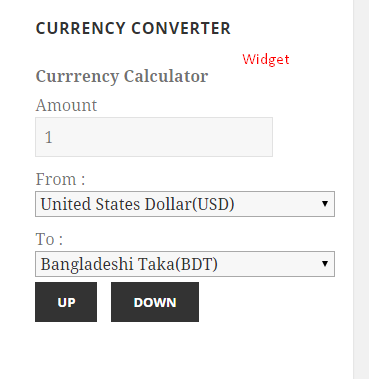 CURRENCY CONVERTER
Widget
Currrency Calculator
Amount
1
From :
United States Dollar(USD)
To :
Bangladeshi Taka(BDT)
UP DOWN